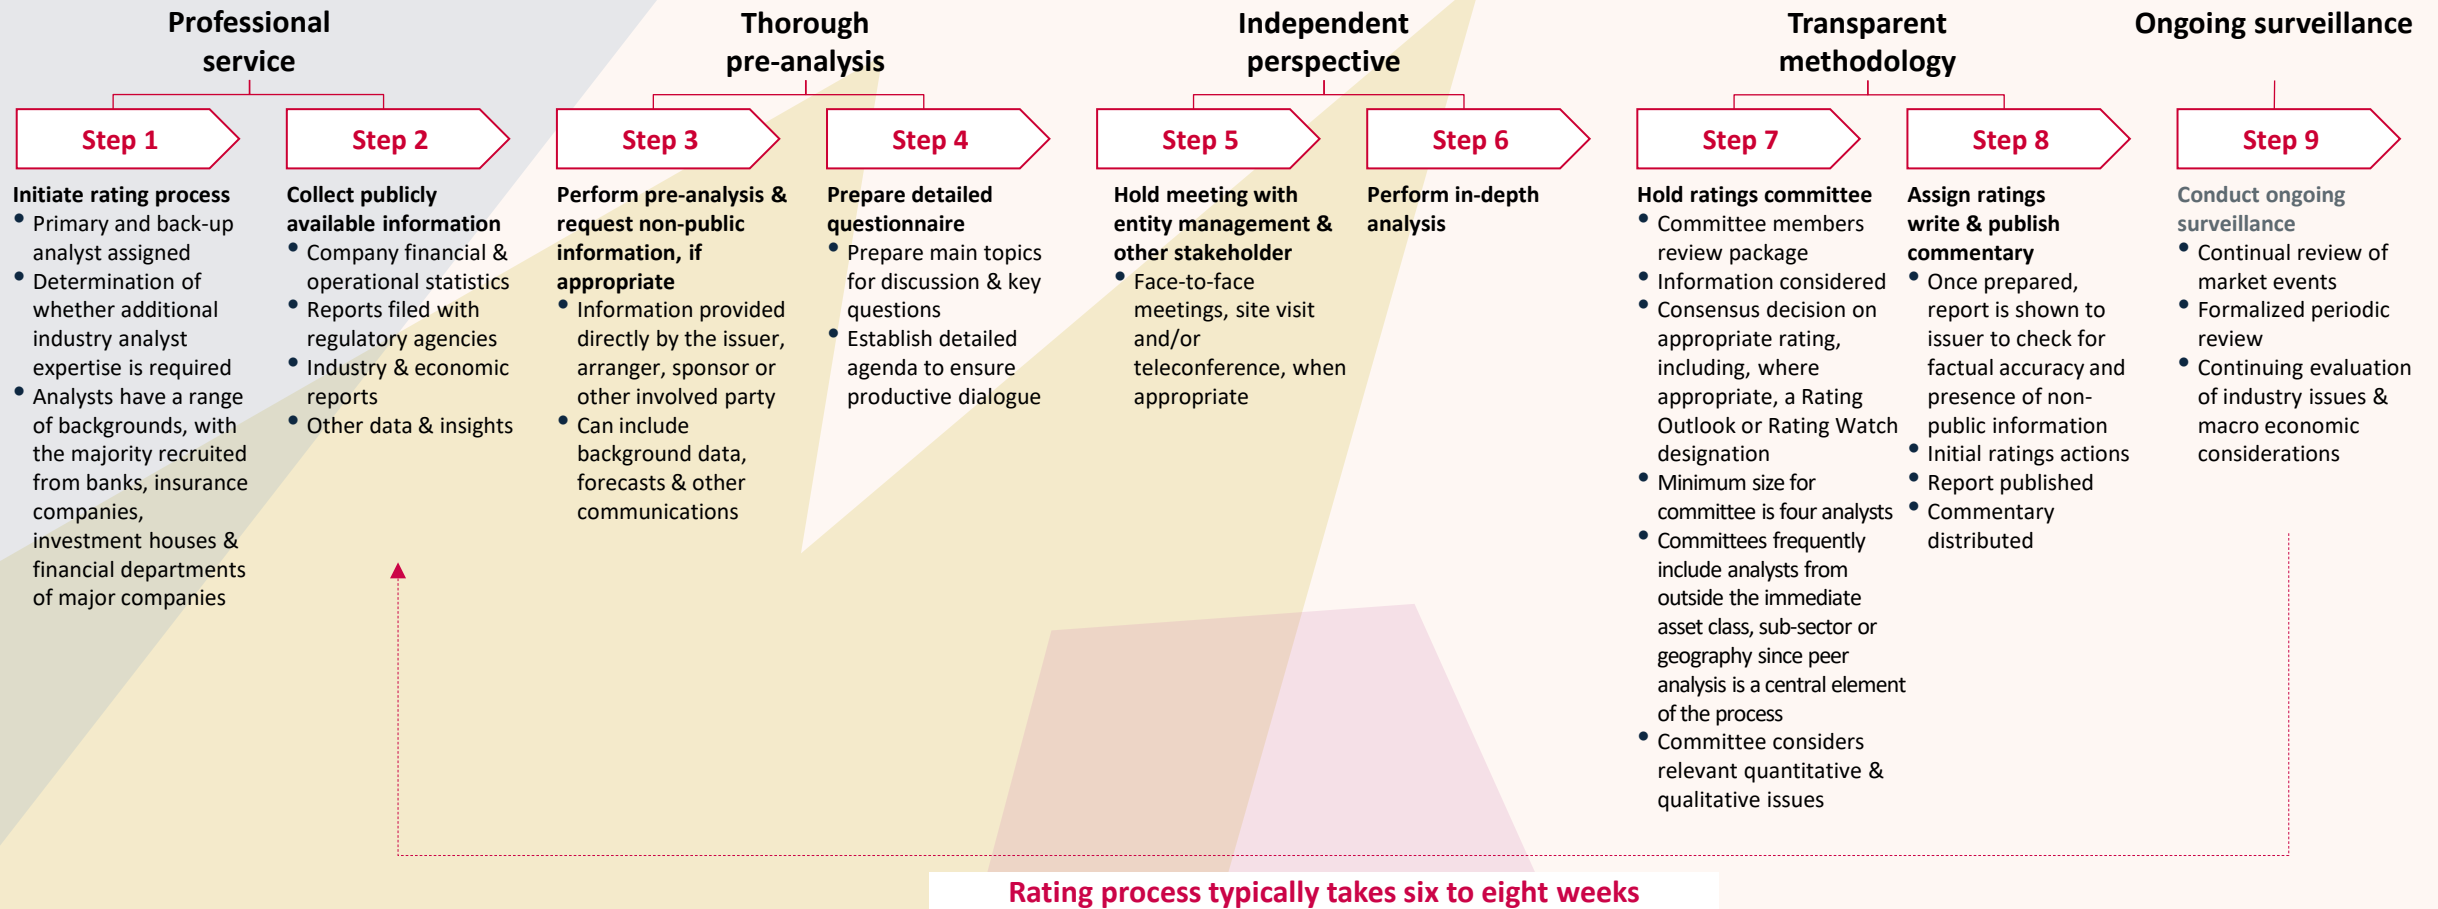 Professional
service
Thorough
pre-analysis
Independent
perspective
Transparent
methodology
Ongoing surveillance
Step 1
Initiate rating process
• Primary and back-up
analyst assigned
• Determination of
whether additional
industry analyst
expertise is required
• Analysts have a range
of backgrounds, with
the majority recruited
from banks, insurance
companies,
investment houses &
financial departments
of major companies
Step 2
Collect publicly
available information
• Company financial &
operational statistics
• Reports filed with
regulatory agencies
• Industry & economic
reports
• Other data & insights
Step 3
Perform pre-analysis &
request non-public
information, if
appropriate
• Information provided
directly by the issuer,
arranger, sponsor or
other involved party
• Can include
background data,
forecasts & other
communications
Step 4
Prepare detailed
questionnaire
• Prepare main topics
for discussion & key
questions
• Establish detailed
agenda to ensure
productive dialogue
Step 5
Hold meeting with
entity management &
other stakeholder
• Face-to-face
meetings, site visit
and/or
teleconference, when
appropriate
Step 6
Perform in-depth
analysis
Step 7
Hold ratings committee
• Committee members
review package
• Information considered
• Consensus decision on
appropriate rating,
including, where
appropriate, a Rating
Outlook or Rating Watch
designation
• Minimum size for
committee is four analysts
• Committees frequently
include analysts from
outside the immediate
asset class, sub-sector or
geography since peer
analysis is a central element
of the process
• Committee considers
relevant quantitative &
qualitative issues
Step 8
Assign ratings
write & publish
commentary
• Once prepared,
report is shown to
issuer to check for
factual accuracy and
presence of non-
public information
• Initial ratings actions
• Report published
• Commentary
distributed
Step 9
Conduct ongoing
surveillance
• Continual review of
market events
• Formalized periodic
review
• Continuing evaluation
of industry issues &
macro economic
considerations
Rating process typically takes six to eight weeks